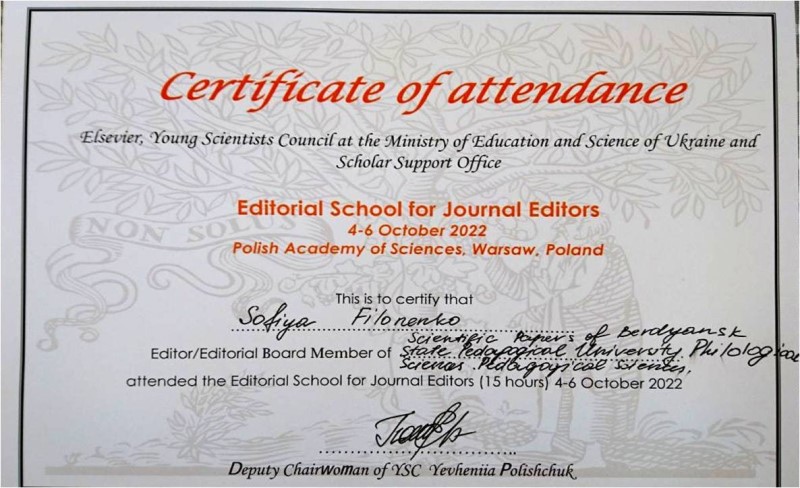 Certificate of attendance
Elsevier, Young Scientists Council at the Ministry of Education and Science of Ukraine and
Scholar Support Office
Editorial School for Journal Editors
4-6 October 2022
Polish Academy of Sciences, Warsaw, Poland
NON SOLUS
This is to certify that
Sofiya Filonenko
Scientific Papers of Berdyansk
Editor/Editorial Board Member of State Pedagogical University. Philological
Sciences. Pedagogical sciences,
attended the Editorial School for Journal Editors (15 hours) 4-6 October 2022
Deputy Chairwoman of YSC Yevheniia Polishchuk